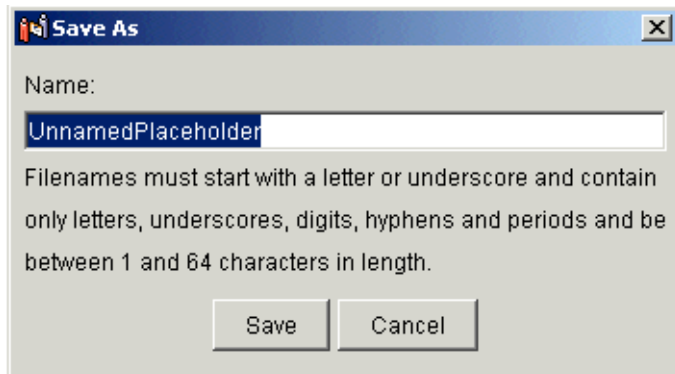 Save As
Name:
UnnamedPlaceholder
Filenames must start with a letter or underscore and contain
only letters, underscores, digits, hyphens and periods and be
between 1 and 64 characters in length.
Save Cancel